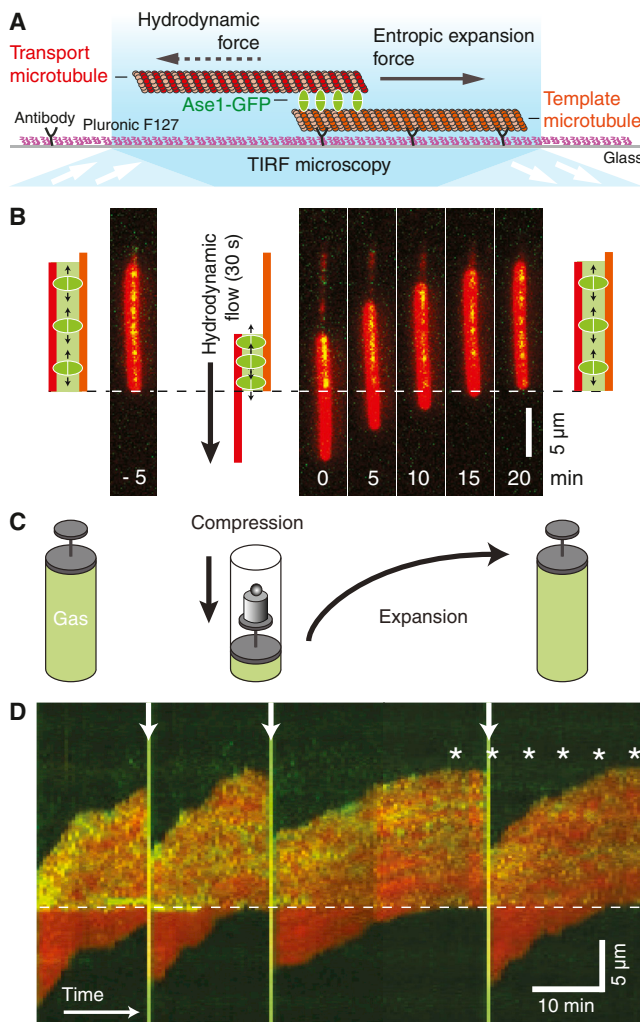 A
Hydrodynamic
force
Entropic expansion
force
Transport
microtubule
Ase1-GFP
Antibody
Pluronic F127
Template
microtubule
TIRF microscopy
Glass
B
Hydrodynamic
flow (30 s)
- 5
0
5
10
15
20
min
5 µm
C
Compression
Gas
Expansion
D
* * * * * *
Time
10 min
5 µm